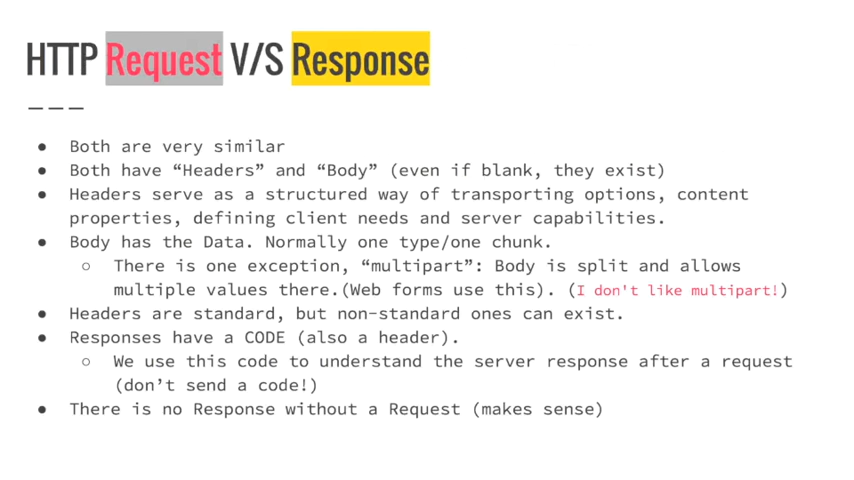 HTTP Request V/S Response
● Both are very similar
● Both have “Headers” and “Body” (even if blank, they exist)
● Headers serve as a structured way of transporting options, content
properties, defining client needs and server capabilities.
● Body has the Data. Normally one type/one chunk.
○ There is one exception, “multipart”: Body is split and allows
multiple values there.(Web forms use this). (I don't like multipart!)
● Headers are standard, but non-standard ones can exist.
● Responses have a CODE (also a header).
○ We use this code to understand the server response after a request
(don’t send a code!)
● There is no Response without a Request (makes sense)